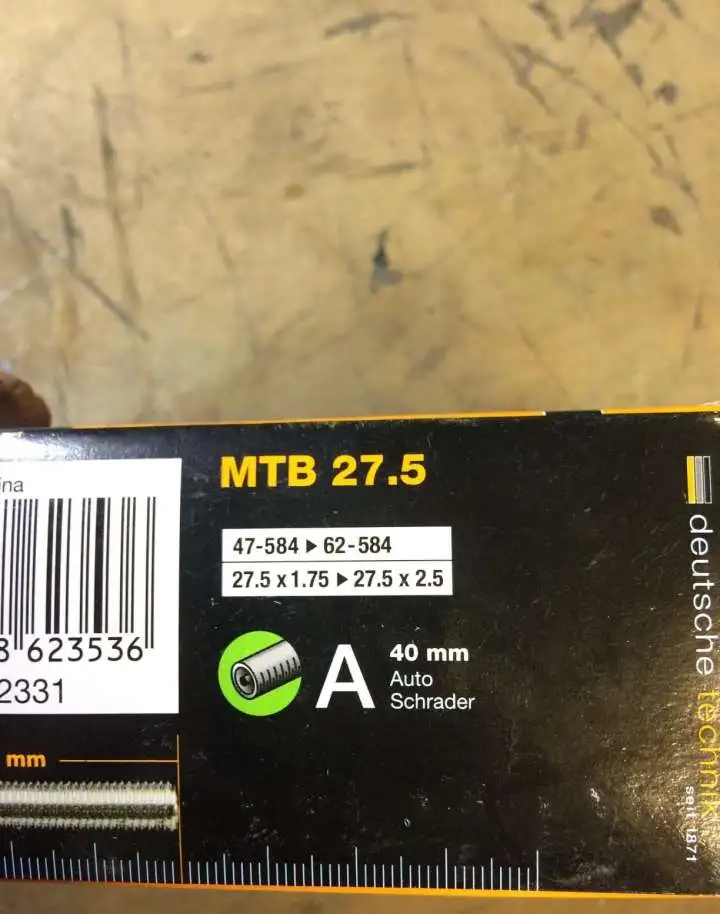 ina
8 623536
2331
mm
MTB 27.5
47-584 ▸ 62-584
27.5 x 1.75 ▸ 27.5 x 2.5
A
40 mm
Auto
Schrader
deutsche technik
seit 1871